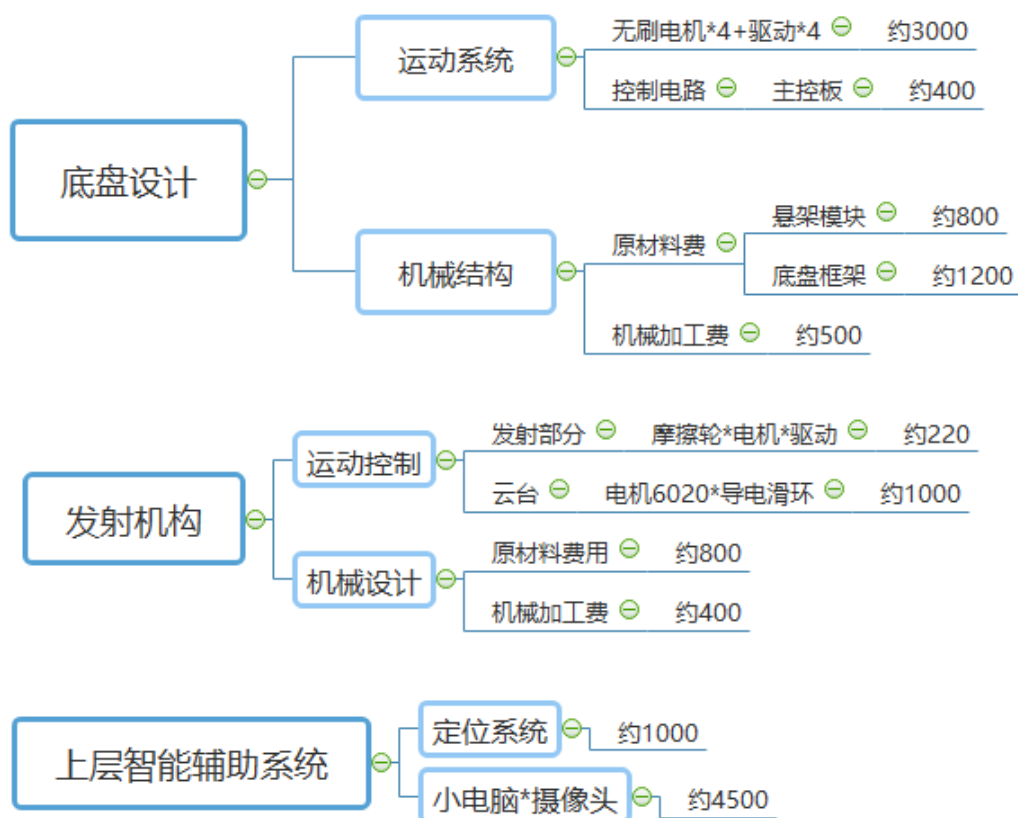 底盘设计
运动系统
无刷电机*4+驱动*4
约3000
控制电路
主控板
约400
机械结构
原材料费
悬架模块
约800
底盘框架
约1200
机械加工费
约500
发射机构
运动控制
发射部分
摩擦轮*电机*驱动
约220
云台
电机6020*导电滑环
约1000
机械设计
原材料费用
约800
机械加工费
约400
上层智能辅助系统
定位系统
约1000
小电脑*摄像头
约4500